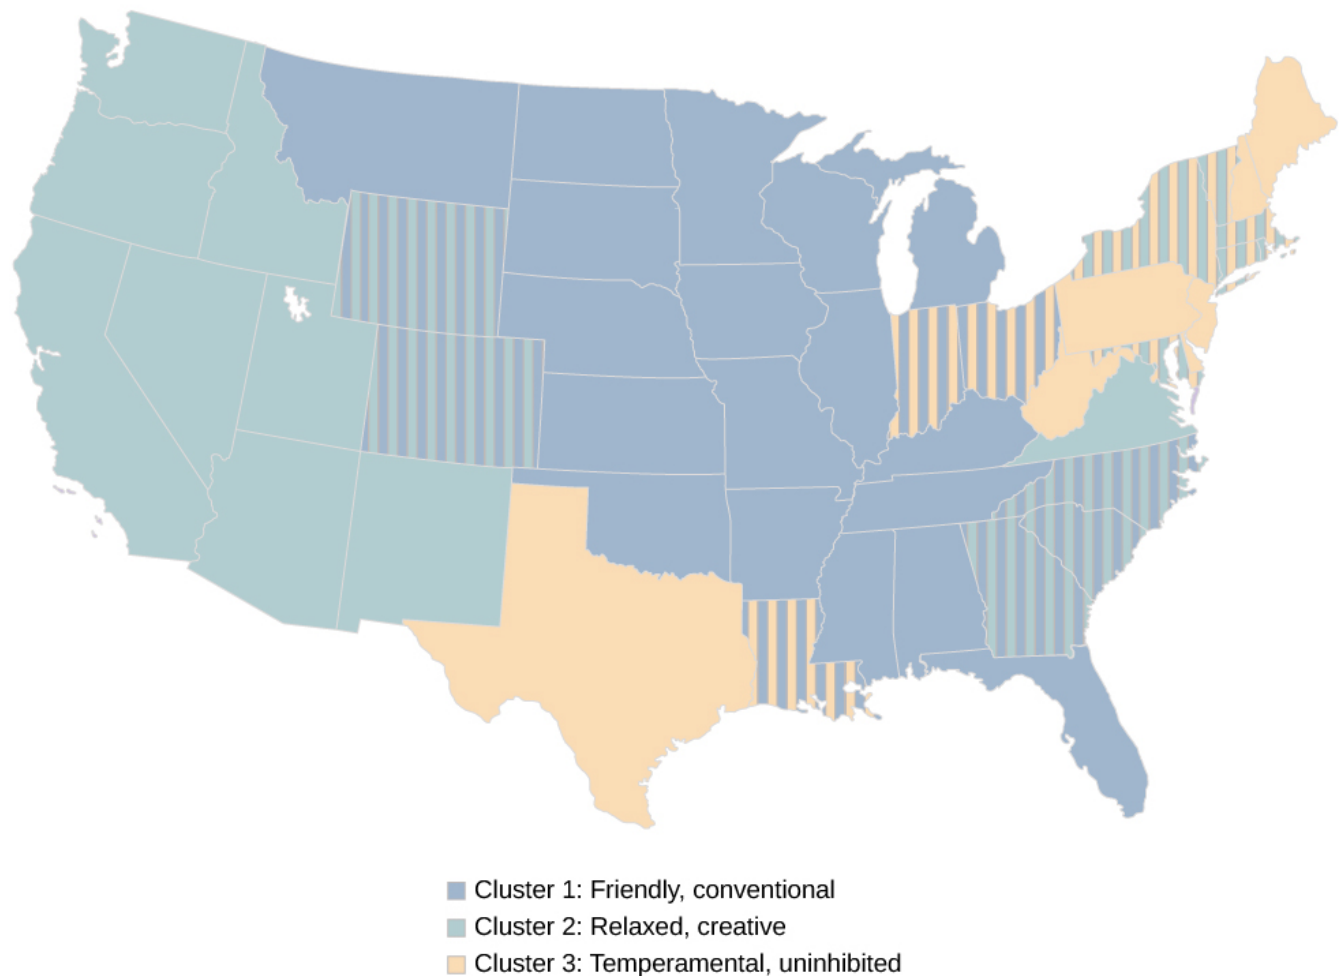 Cluster 1: Friendly, conventional
Cluster 2: Relaxed, creative
Cluster 3: Temperamental, uninhibited